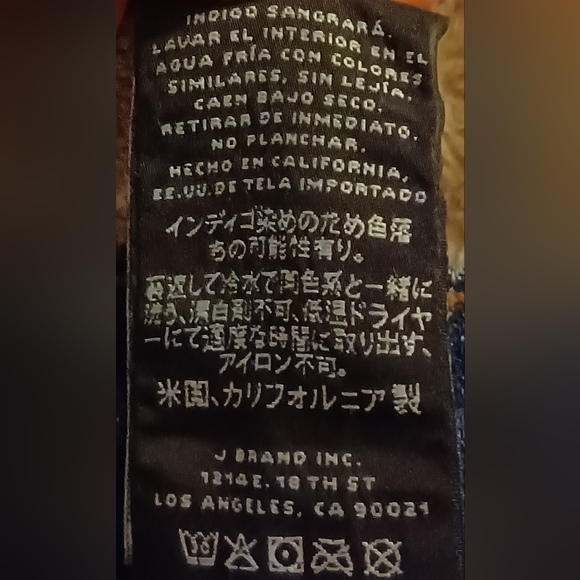 INDIGO SANGRARÁ.
LAVAR EL INTERIOR EN EL
AGUA FRÍA CON COLORES
SIMILARES, SIN LEJÍA.
CAEN BAJO SECO.
RETIRAR DE INMEDIATO.
NO PLANCHAR.
HECHO EN CALIFORNIA,
EE.UU.DE TELA IMPORTADO
インディゴ染めのため色落
ちの可能性有り。
裏返して冷水で同色系と一緒に
洗う、漂白剤不可、低温ドライヤ
ーにて適度な時間に取り出す、
アイロン不可。
米国、カリフォルニア製
J BRAND INC.
1214E. 18 TH ST
LOS ANGELES, CA 90021
30